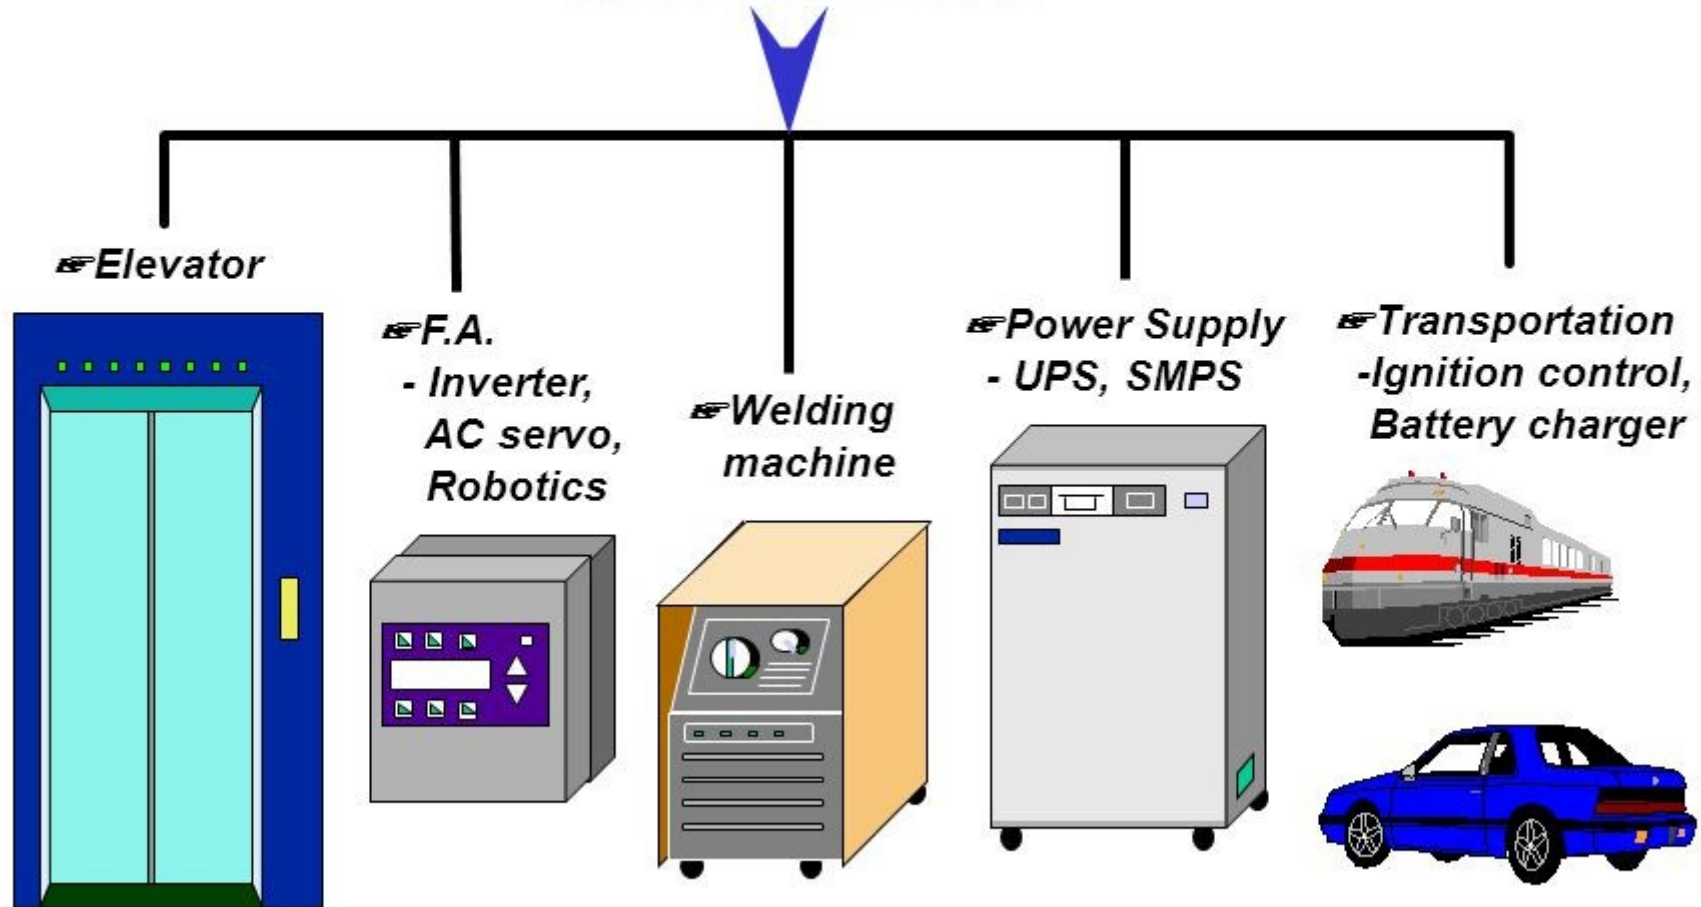 ☞Elevator
☞F.A.
- Inverter,
AC servo,
Robotics
☞Welding
machine
☞Power Supply
- UPS, SMPS
☞Transportation
-Ignition control,
Battery charger